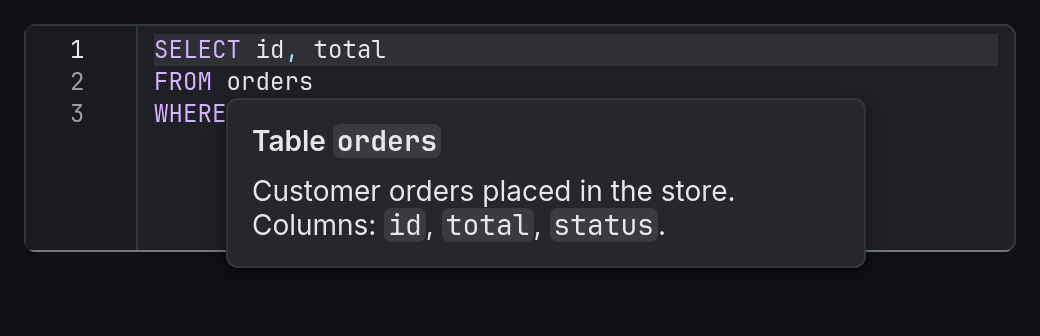 1 SELECT id, total
2 FROM orders
3 WHERE
Table orders
Customer orders placed in the store.
Columns: id, total, status.